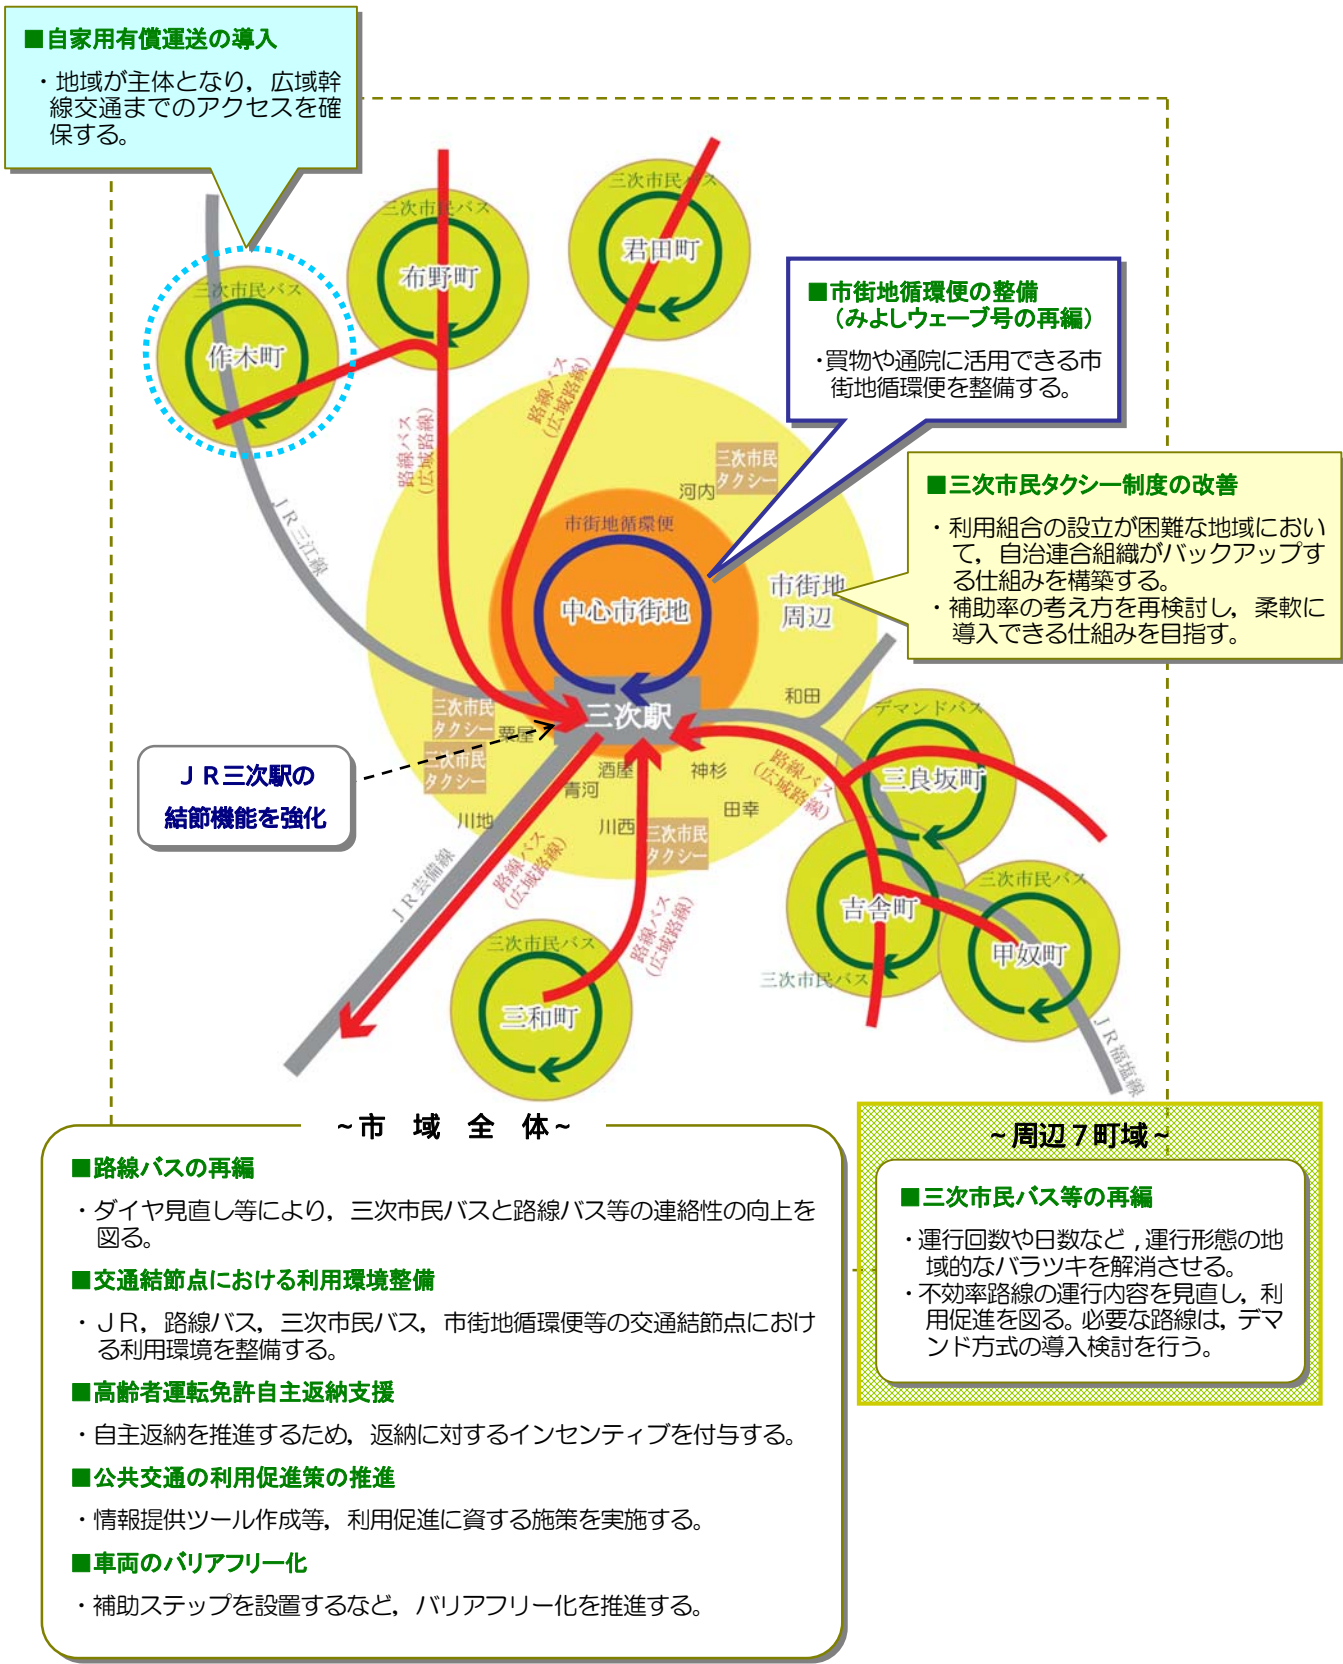 ■自家用有償運送の導入
・地域が主体となり，広域幹
線交通までのアクセスを確
保する。
三次市民バス
布野町
三次市民バス
君田町
三次市民バス
作木町
■市街地循環便の整備
（みよしウェーブ号の再編）
・買物や通院に活用できる市
街地循環便を整備する。
路線バス
（広域路線）
路線バス
（広域路線）
三次市民
タクシー
河内
■三次市民タクシー制度の改善
・利用組合の設立が困難な地域におい
て，自治連合組織がバックアップす
る仕組みを構築する。
・補助率の考え方を再検討し，柔軟に
導入できる仕組みを目指す。
ＪＲ三江線
市街地循環便
中心市街地
市街地
周辺
和田
三次駅
三次市民
タクシー
粟屋
三次市民
タクシー
ＪＲ三次駅の
結節機能を強化
酒屋
青河
神杉
川地
川西
田幸
三次市民
タクシー
路線バス
（広域路線）
デマンドバス
三良坂町
ＪＲ芸備線
路線バス
（広域路線）
路線バス
（広域路線）
吉舎町
三次市民バス
三次市民バス
甲奴町
三次市民バス
三和町
ＪＲ福塩線
～市　域　全　体～
■路線バスの再編
・ダイヤ見直し等により，三次市民バスと路線バス等の連絡性の向上を
図る。
■交通結節点における利用環境整備
・ＪＲ，路線バス，三次市民バス，市街地循環便等の交通結節点におけ
る利用環境を整備する。
■高齢者運転免許自主返納支援
・自主返納を推進するため，返納に対するインセンティブを付与する。
■公共交通の利用促進策の推進
・情報提供ツール作成等，利用促進に資する施策を実施する。
■車両のバリアフリー化
・補助ステップを設置するなど，バリアフリー化を推進する。
～周辺７町域～
■三次市民バス等の再編
・運行回数や日数など，運行形態の地
域的なバラツキを解消させる。
・不効率路線の運行内容を見直し，利
用促進を図る。必要な路線は，デマ
ンド方式の導入検討を行う。